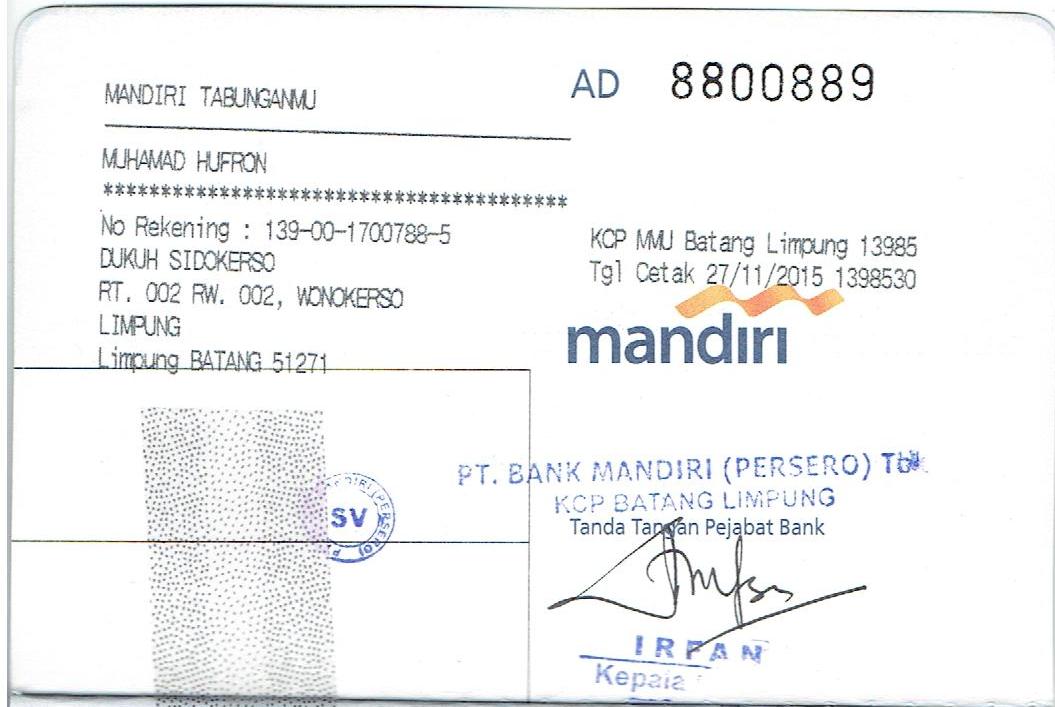 MANDIRI TABUNGANMU
AD 8800889
MUHAMAD HUFRON
****************************************
No Rekening : 139-00-1700788-5
DUKUH SIDOKERSO
RT. 002 RW. 002, WONOKERSO
LIMPUNG
Limpung BATANG 51271
KCP MMU Batang Limpung 13985
Tgl Cetak 27/11/2015 1398530
mandiri
PT. BANK MANDIRI (PERSERO) Tbk
KCP BATANG LIMPUNG
Tanda Tangan Pejabat Bank
SV
IRFAN
Kepala